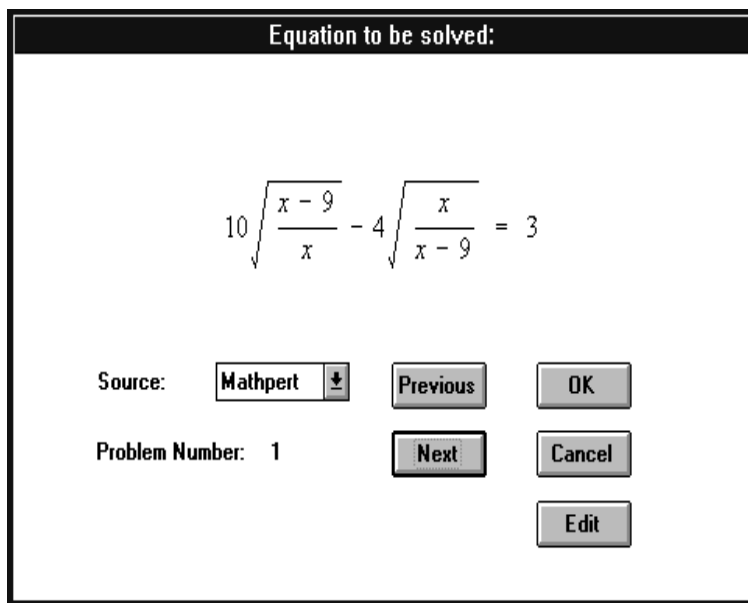 Equation to be solved:
10√((x − 9)/x) − 4√(x/(x − 9)) = 3
Source: Mathpert Previous OK
Problem Number: 1 Next Cancel
Edit